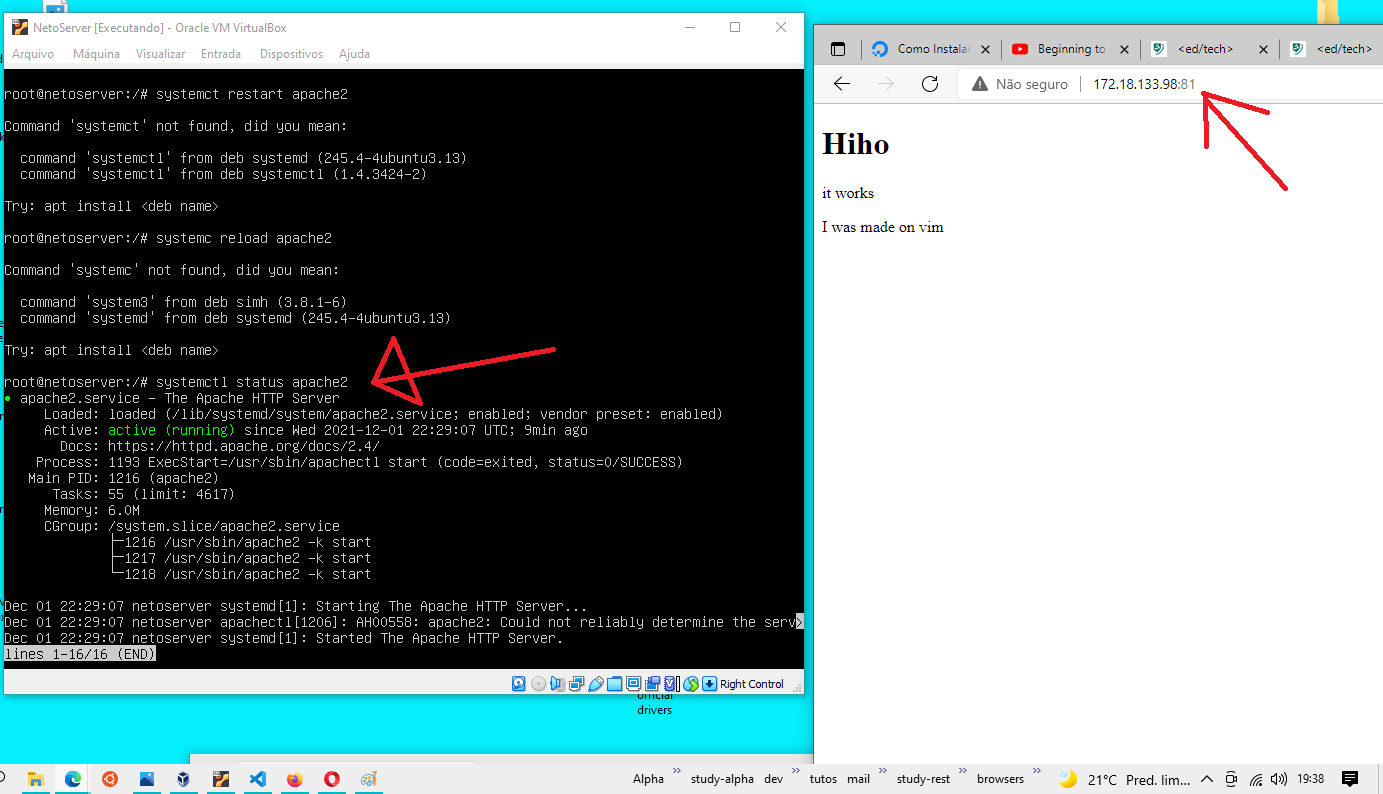 NetoServer [Executando] - Oracle VM VirtualBox
Arquivo Máquina Visualizar Entrada Dispositivos Ajuda
root@netoserver:/# systemct restart apache2
Command 'systemct' not found, did you mean:
command 'systemctl' from deb systemd (245.4-4ubuntu3.13)
command 'systemctl' from deb systemctl (1.4.3424-2)
Try: apt install <deb name>
root@netoserver:/# systemc reload apache2
Command 'systemc' not found, did you mean:
command 'system3' from deb simh (3.8.1-6)
command 'systemd' from deb systemd (245.4-4ubuntu3.13)
Try: apt install <deb name>
root@netoserver:/# systemctl status apache2
● apache2.service - The Apache HTTP Server
Loaded: loaded (/lib/systemd/system/apache2.service; enabled; vendor preset: enabled)
Active: active (running) since Wed 2021-12-01 22:29:07 UTC; 9min ago
Docs: https://httpd.apache.org/docs/2.4/
Process: 1193 ExecStart=/usr/sbin/apachectl start (code=exited, status=0/SUCCESS)
Main PID: 1216 (apache2)
Tasks: 55 (limit: 4617)
Memory: 6.0M
CGroup: /system.slice/apache2.service
├─1216 /usr/sbin/apache2 -k start
├─1217 /usr/sbin/apache2 -k start
└─1218 /usr/sbin/apache2 -k start
Dec 01 22:29:07 netoserver systemd[1]: Starting The Apache HTTP Server...
Dec 01 22:29:07 netoserver apachectl[1206]: AH00558: apache2: Could not reliably determine the serv>
Dec 01 22:29:07 netoserver systemd[1]: Started The Apache HTTP Server.
lines 1-16/16 (END)
Right Control
drivers
Como Instalar Beginning to <ed/tech> <ed/tech>
Não seguro 172.18.133.98:81
Hiho
it works
I was made on vim
Alpha » study-alpha dev » tutos mail » study-rest » browsers » 21°C Pred. lim... 19:38